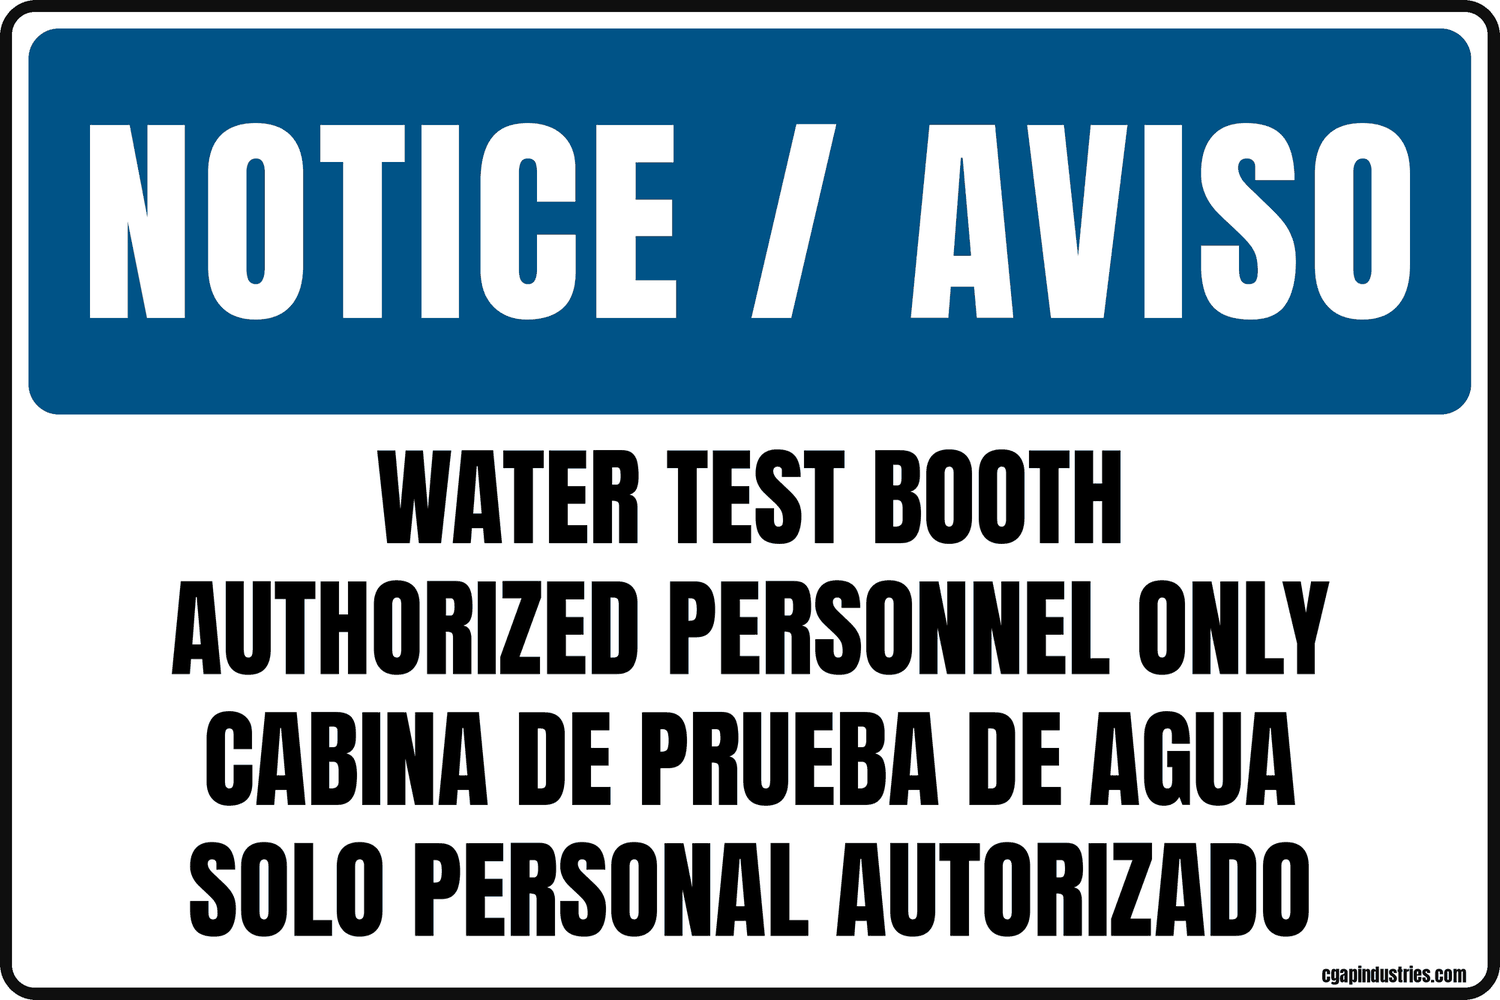 NOTICE / AVISO
WATER TEST BOOTH
AUTHORIZED PERSONNEL ONLY
CABINA DE PRUEBA DE AGUA
SOLO PERSONAL AUTORIZADO
cgapindustries.com